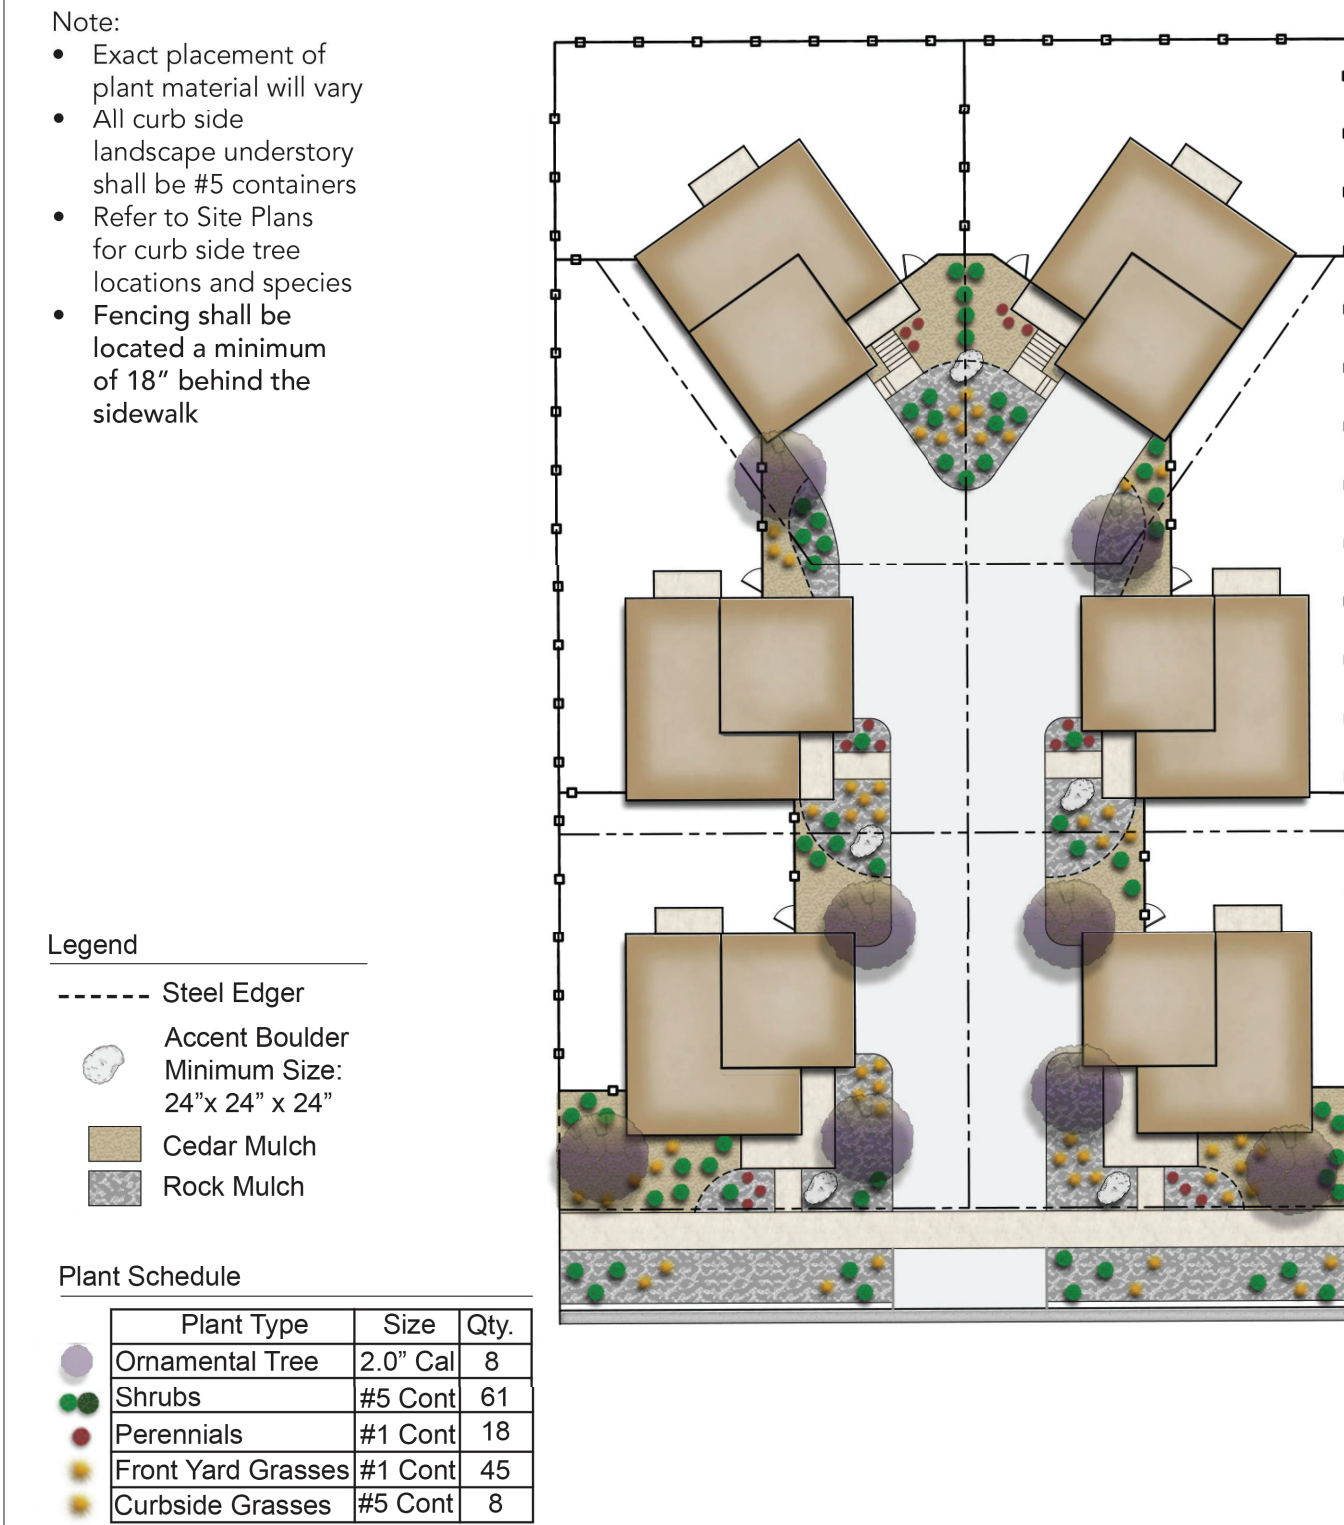 Note:
• Exact placement of
plant material will vary
• All curb side
landscape understory
shall be #5 containers
• Refer to Site Plans
for curb side tree
locations and species
• Fencing shall be
located a minimum
of 18” behind the
sidewalk
Legend
Steel Edger
Accent Boulder
Minimum Size:
24”x 24” x 24”
Cedar Mulch
Rock Mulch
Plant Schedule
Plant Type Size Qty.
Ornamental Tree 2.0” Cal 8
Shrubs #5 Cont 61
Perennials #1 Cont 18
Front Yard Grasses #1 Cont 45
Curbside Grasses #5 Cont 8